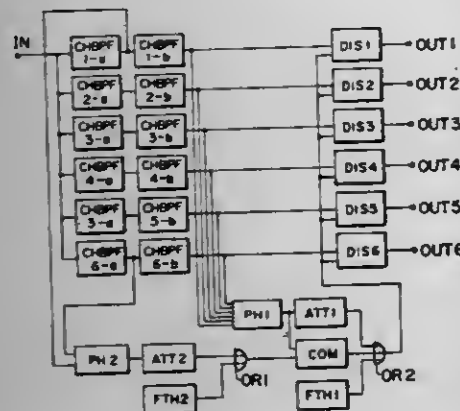 IN
CHBPF 1-a
CHBPF 1-b
DIS1
OUT1
CHBPF 2-a
CHBPF 2-b
DIS2
OUT2
CHBPF 3-a
CHBPF 3-b
DIS3
OUT3
CHBPF 4-a
CHBPF 4-b
DIS4
OUT4
CHBPF 3-a
CHBPF 5-b
DIS5
OUT5
CHBPF 6-a
CHBPF 6-b
DIS6
OUT6
PH1
ATT1
PH2
ATT2
COM
OR1
OR2
FTH2
FTH1